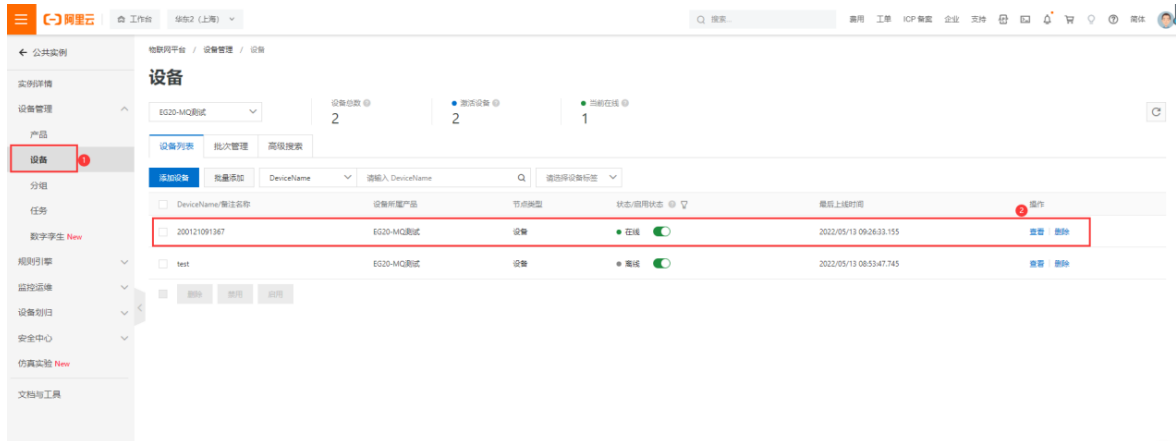 阿里云 工作台 华东2（上海） 搜索... 费用 工单 ICP 备案 企业 支持 简体
公共实例
物联网平台 / 设备管理 / 设备
设备
实例详情
设备管理
产品
设备 1
分组
任务
数字孪生 New
规则引擎
监控运维
设备划归
安全中心
仿真实验 New
文档与工具
EG20-MQ测试
设备总数 激活设备 当前在线
2 2 1
设备列表 批次管理 高级搜索
添加设备 批量添加 DeviceName 请输入 DeviceName 请选择设备标签
DeviceName/备注名称 设备所属产品 节点类型 状态/启用状态 最后上线时间 2 操作
200121091367 EG20-MQ测试 设备 在线 2022/05/13 09:26:33.155 查看 删除
test EG20-MQ测试 设备 离线 2022/05/13 08:53:47.745 查看 删除
删除 禁用 启用